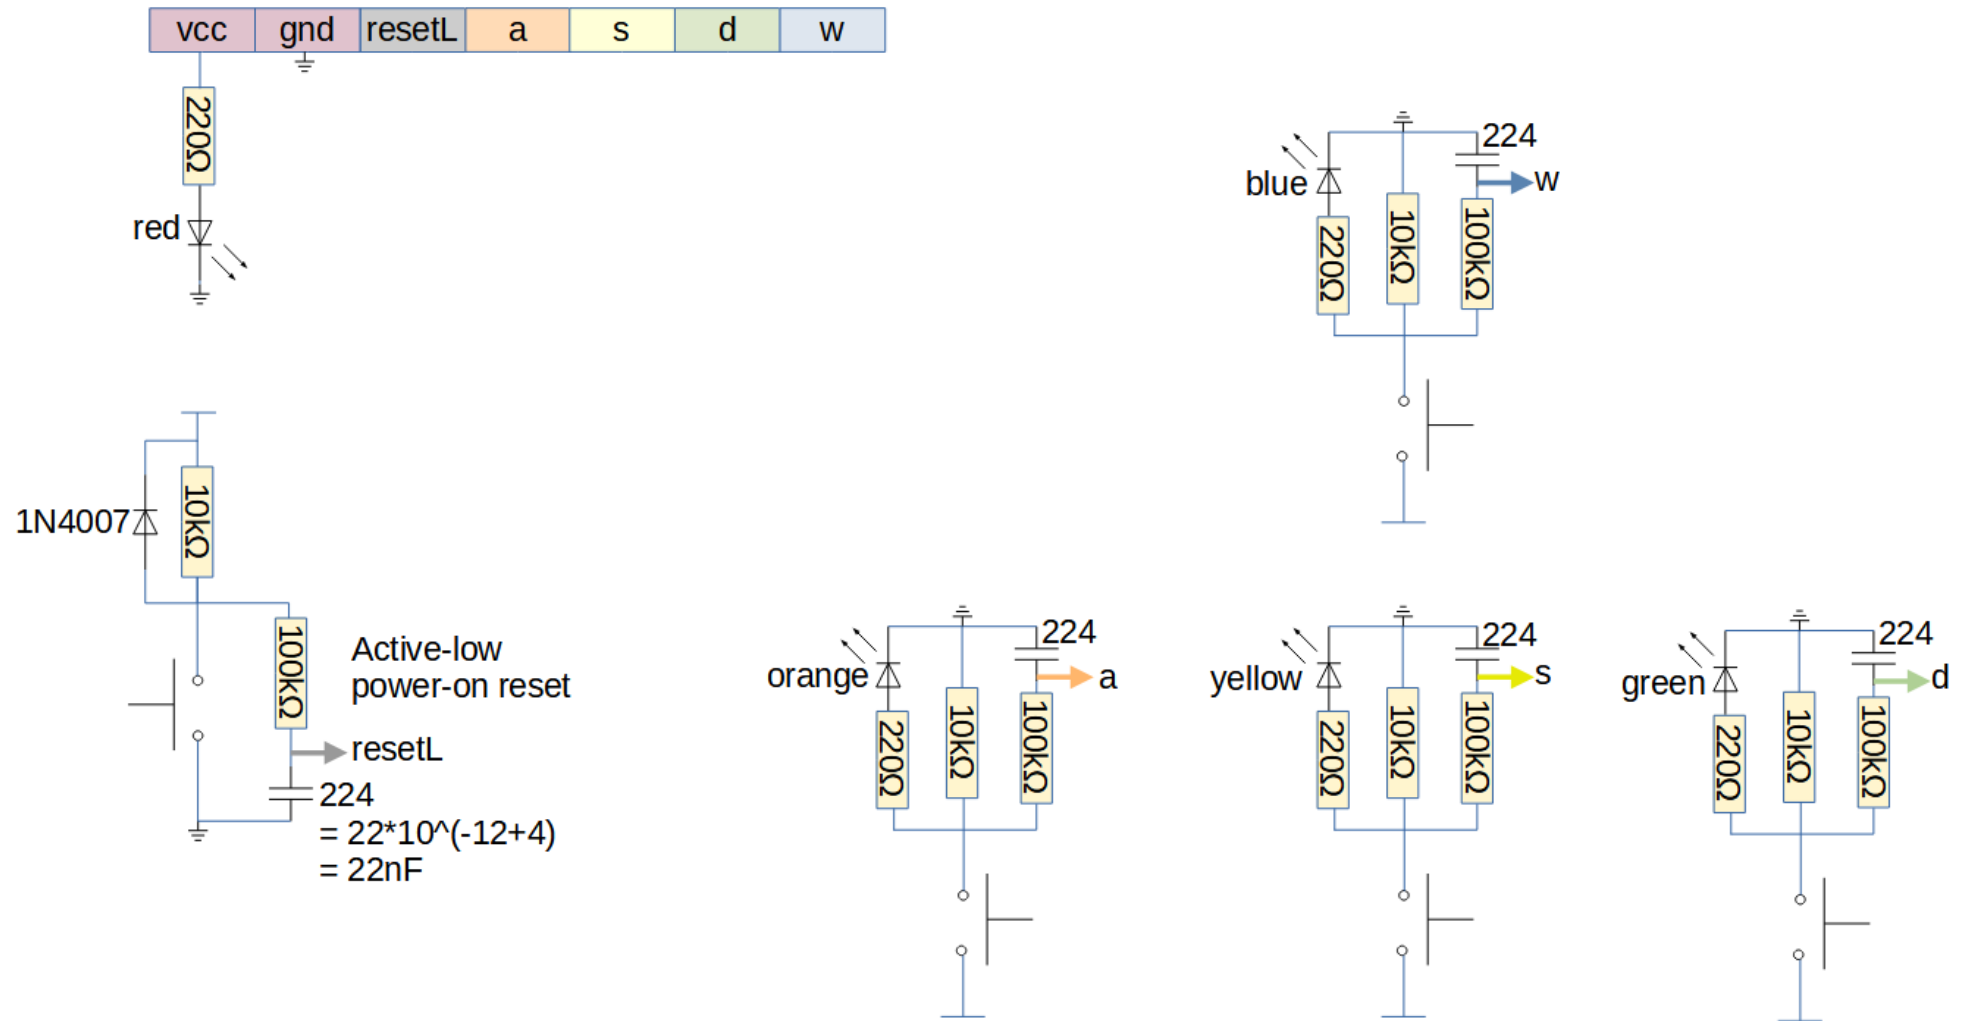 vcc gnd resetL a s d w
220Ω
red
1N4007
10kΩ
100kΩ
Active-low
power-on reset
resetL
224
= 22*10^(-12+4)
= 22nF
blue
220Ω
10kΩ
100kΩ
224
w
orange
220Ω
10kΩ
100kΩ
224
a
yellow
220Ω
10kΩ
100kΩ
224
s
green
220Ω
10kΩ
100kΩ
224
d